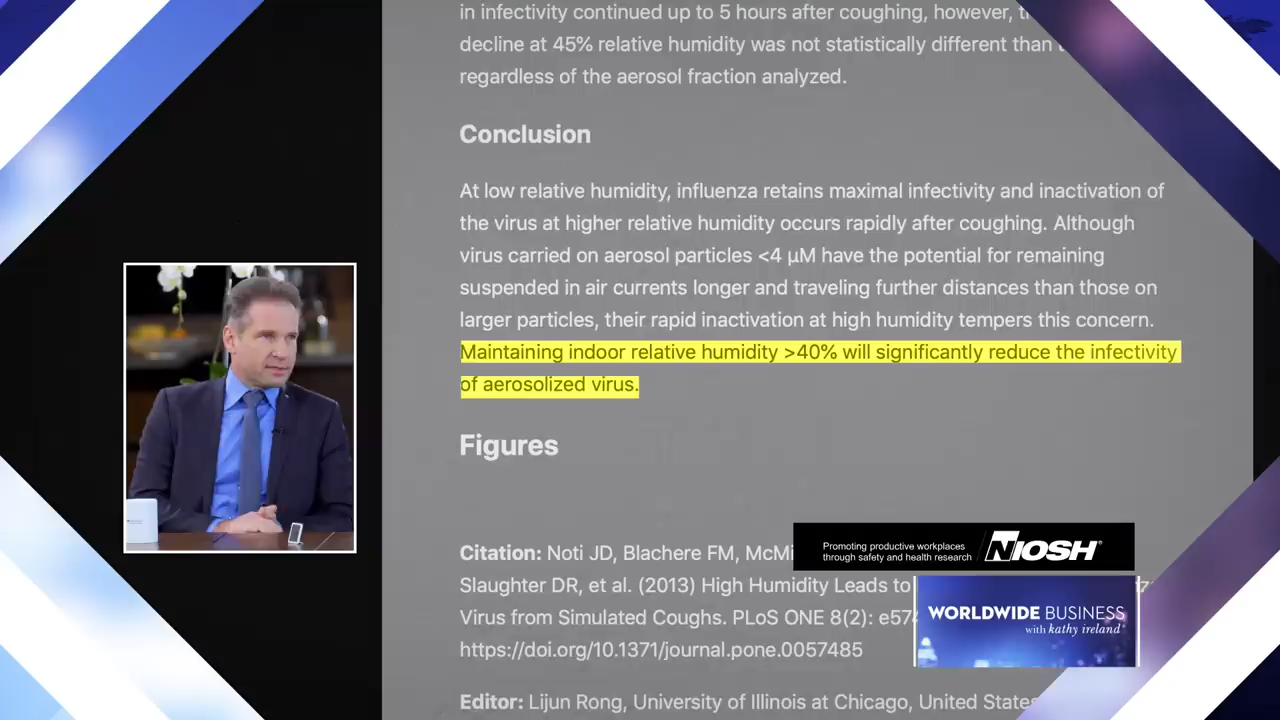 in infectivity continued up to 5 hours after coughing, however,
decline at 45% relative humidity was not statistically different than
regardless of the aerosol fraction analyzed.
Conclusion
At low relative humidity, influenza retains maximal infectivity and inactivation of
the virus at higher relative humidity occurs rapidly after coughing. Although
virus carried on aerosol particles <4 μM have the potential for remaining
suspended in air currents longer and traveling further distances than those on
larger particles, their rapid inactivation at high humidity tempers this concern.
Maintaining indoor relative humidity >40% will significantly reduce the infectivity
of aerosolized virus.
Figures
Citation: Noti JD, Blachere FM,
Slaughter DR, et al. (2013) High Humidity Leads to
Virus from Simulated Coughs. PLoS ONE 8(2):
https://doi.org/10.1371/journal.pone.0057485
Editor: Lijun Rong, University of Illinois at Chicago, United States
Promoting productive workplaces
through safety and health research
NIOSH®
WORLDWIDE BUSINESS
with kathy ireland®